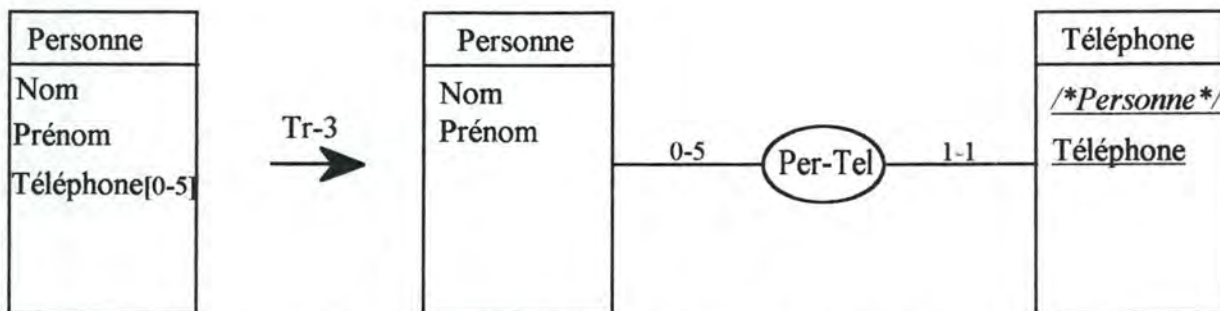 Personne
Nom
Prénom
Téléphone[0-5]
Tr-3
Personne
Nom
Prénom
0-5
Per-Tel
1-1
Téléphone
/*Personne*/
Téléphone